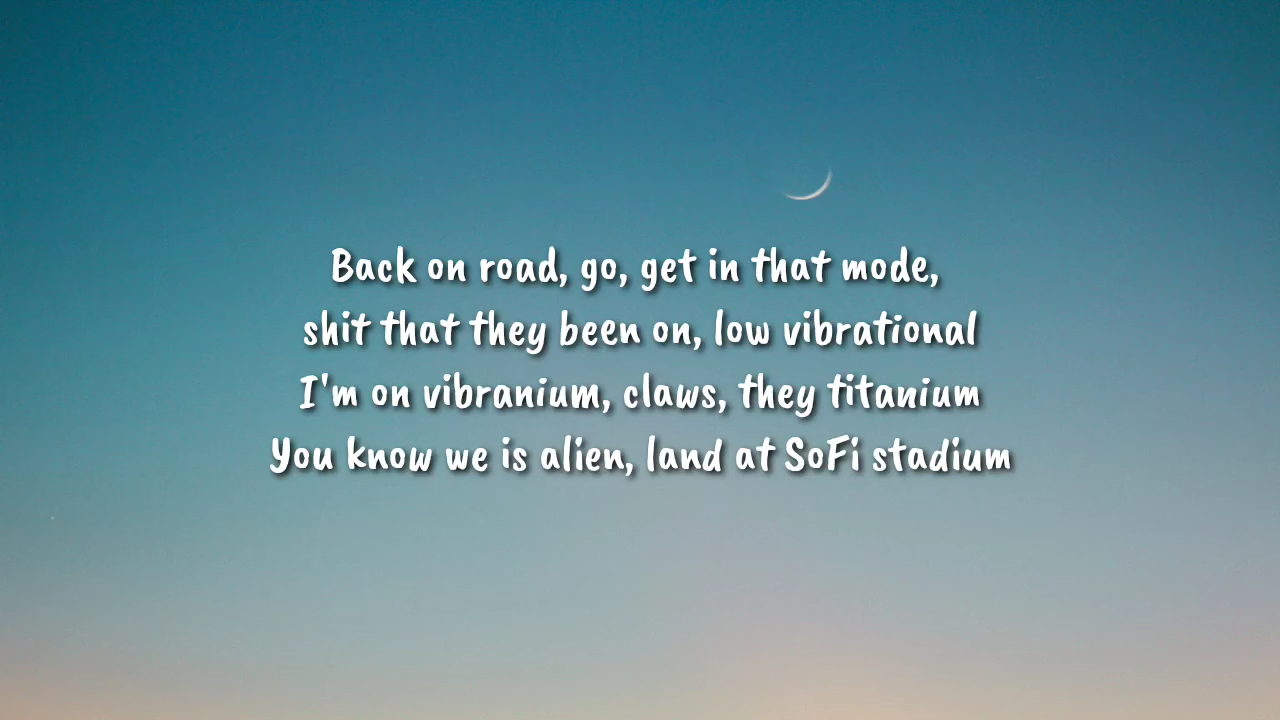 Back on road, go, get in that mode,
shit that they been on, low vibrational
I'm on vibranium, claws, they titanium
You know we is alien, land at SoFi stadium